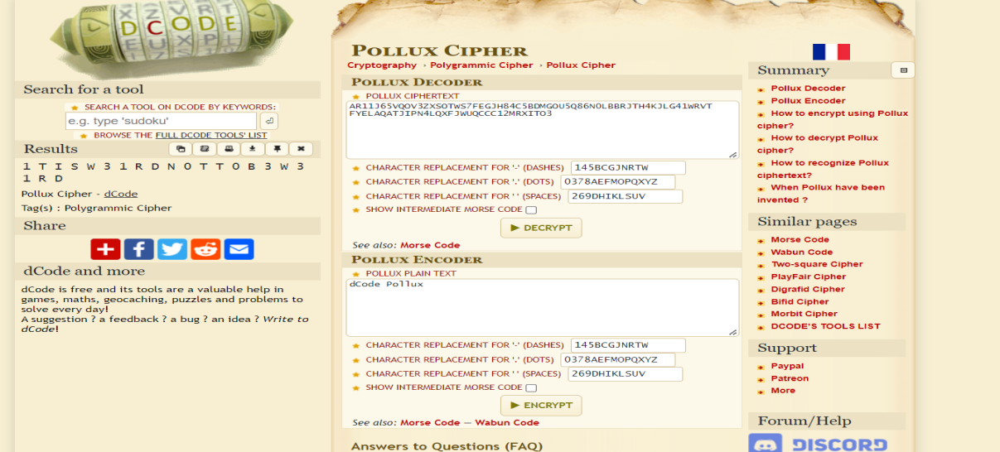 DCODE
Search for a tool
SEARCH A TOOL ON DCODE BY KEYWORDS:
e.g. type 'sudoku'
BROWSE THE FULL DCODE TOOLS' LIST
Results
1 T I S W 3 1 R D N 0 T T 0 B 3 W 3
1 R D
Pollux Cipher - dCode
Tag(s) : Polygrammic Cipher
Share
dCode and more
dCode is free and its tools are a valuable help in
games, maths, geocaching, puzzles and problems to
solve every day!
A suggestion ? a feedback ? a bug ? an idea ? Write to
dCode!
Pollux Cipher
Cryptography › Polygrammic Cipher › Pollux Cipher
Pollux Decoder
POLLUX CIPHERTEXT
AR11J65VQOV3ZXSOTWS7FEGJH84C5BDMGOU5Q86N0LBBRJTH4KJLG41WRVT
FYELAQATJIPN4LQXFJWUQCCC12MRXITO3
CHARACTER REPLACEMENT FOR '-' (DASHES) 145BCGJNRTW
CHARACTER REPLACEMENT FOR '.' (DOTS) 0378AEFMOPQXYZ
CHARACTER REPLACEMENT FOR ' ' (SPACES) 269DHIKLSUV
SHOW INTERMEDIATE MORSE CODE
► DECRYPT
See also: Morse Code
Pollux Encoder
POLLUX PLAIN TEXT
dCode Pollux
CHARACTER REPLACEMENT FOR '-' (DASHES) 145BCGJNRTW
CHARACTER REPLACEMENT FOR '.' (DOTS) 0378AEFMOPQXYZ
CHARACTER REPLACEMENT FOR ' ' (SPACES) 269DHIKLSUV
SHOW INTERMEDIATE MORSE CODE
► ENCRYPT
See also: Morse Code — Wabun Code
Answers to Questions (FAQ)
Summary
Pollux Decoder
Pollux Encoder
How to encrypt using Pollux
cipher?
How to decrypt Pollux
cipher?
How to recognize Pollux
ciphertext?
When Pollux have been
invented ?
Similar pages
Morse Code
Wabun Code
Two-square Cipher
PlayFair Cipher
Digrafid Cipher
Bifid Cipher
Morbit Cipher
DCODE'S TOOLS LIST
Support
Paypal
Patreon
More
Forum/Help
DISCORD